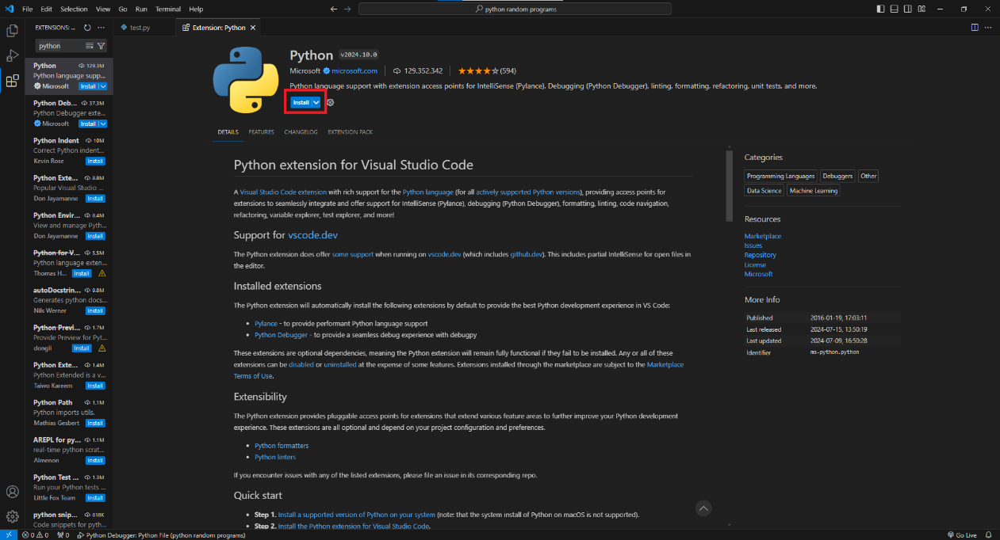 File Edit Selection View Go Run Terminal Help
python random programs
EXTENSIONS: ...
test.py
Extension: Python
python
Python 129.3M
Python language supp...
Microsoft Install
Python Deb... 37.3M
Python Debugger exte...
Microsoft Install
Python Indent 10M
Correct Python indent...
Kevin Rose Install
Python Exte... 8.8M
Popular Visual Studio ...
Don Jayamanne Install
Python Envir... 8.4M
View and manage Pyth...
Don Jayamanne Install
Python for V... 5.5M
Python language exten...
Thomas H... Install
autoDocstrin... 9.8M
Generates python docs...
Nils Werner Install
Python Previ... 1.7M
Provide Preview for Pyt...
dongli Install
Python Exte... 1.4M
Python Extended is a v...
Taiwo Kareem Install
Python Path 1.1M
Python imports utils.
Mathias Gesbert Install
AREPL for py... 1.1M
real-time python scrat...
Almenon Install
Python Test ... 1.3M
Run your Python tests ...
Little Fox Team Install
python snip... 818K
Code snippets for pyth...
Python v2024.10.0
Microsoft microsoft.com 129,352,342 (594)
Python language support with extension access points for IntelliSense (Pylance), Debugging (Python Debugger), linting, formatting, refactoring, unit tests, and more.
Install
DETAILS FEATURES CHANGELOG EXTENSION PACK
Python extension for Visual Studio Code
A Visual Studio Code extension with rich support for the Python language (for all actively supported Python versions), providing access points for
extensions to seamlessly integrate and offer support for IntelliSense (Pylance), debugging (Python Debugger), formatting, linting, code navigation,
refactoring, variable explorer, test explorer, and more!
Support for vscode.dev
The Python extension does offer some support when running on vscode.dev (which includes github.dev). This includes partial IntelliSense for open files in
the editor.
Installed extensions
The Python extension will automatically install the following extensions by default to provide the best Python development experience in VS Code:
• Pylance - to provide performant Python language support
• Python Debugger - to provide a seamless debug experience with debugpy
These extensions are optional dependencies, meaning the Python extension will remain fully functional if they fail to be installed. Any or all of these
extensions can be disabled or uninstalled at the expense of some features. Extensions installed through the marketplace are subject to the Marketplace
Terms of Use.
Extensibility
The Python extension provides pluggable access points for extensions that extend various feature areas to further improve your Python development
experience. These extensions are all optional and depend on your project configuration and preferences.
• Python formatters
• Python linters
If you encounter issues with any of the listed extensions, please file an issue in its corresponding repo.
Quick start
• Step 1. Install a supported version of Python on your system (note: that the system install of Python on macOS is not supported).
• Step 2. Install the Python extension for Visual Studio Code.
Categories
Programming Languages Debuggers Other
Data Science Machine Learning
Resources
Marketplace
Issues
Repository
License
Microsoft
More Info
Published 2016-01-19, 17:03:11
Last released 2024-07-15, 13:50:19
Last updated 2024-07-09, 16:50:28
Identifier ms-python.python
0 0 0 Python Debugger: Python File (python random programs)
Go Live